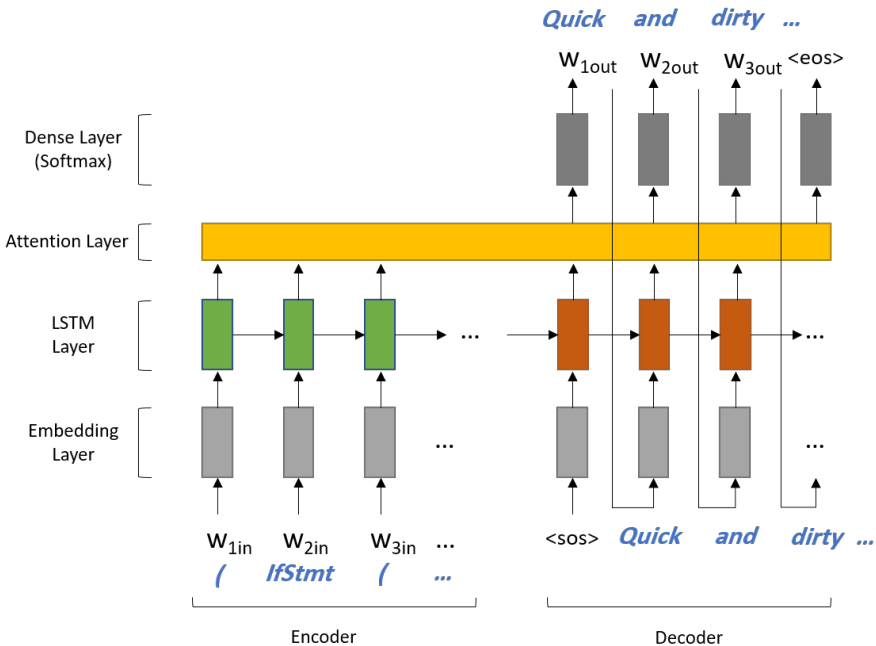 Quick and dirty ...
W1out W2out W3out <eos>
Dense Layer
(Softmax)
Attention Layer
LSTM
Layer
... ...
Embedding
Layer
... ...
W1in W2in W3in ... <sos> Quick and dirty ...
( IfStmt ( ...
Encoder Decoder